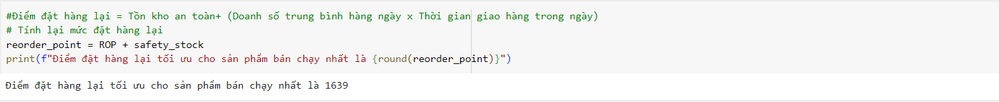 #Điểm đặt hàng lại = Tồn kho an toàn+ (Doanh số trung bình hàng ngày x Thời gian giao hàng trong ngày)
# Tính lại mức đặt hàng lại
reorder_point = ROP + safety_stock
print(f"Điểm đặt hàng lại tối ưu cho sản phẩm bán chạy nhất là {round(reorder_point)}")
Điểm đặt hàng lại tối ưu cho sản phẩm bán chạy nhất là 1639